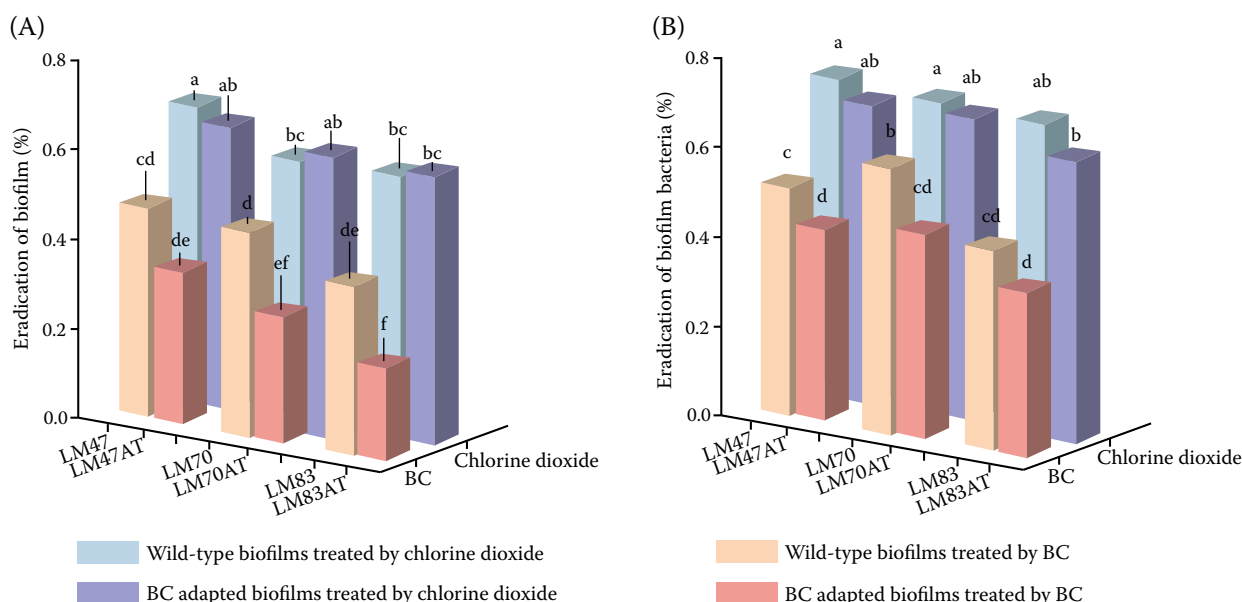 (A)
0.8
0.6
0.4
0.2
0.0
Eradication of biofilm (%)
a
ab
bc
ab
bc
bc
cd
de
d
ef
de
f
LM47
LM47AT
LM70
LM70AT
LM83
LM83AT
BC
Chlorine dioxide
(B)
0.8
0.6
0.4
0.2
0.0
Eradication of biofilm bacteria (%)
a
ab
a
ab
ab
b
c
d
b
cd
cd
d
LM47
LM47AT
LM70
LM70AT
LM83
LM83AT
BC
Chlorine dioxide
Wild-type biofilms treated by chlorine dioxide
BC adapted biofilms treated by chlorine dioxide
Wild-type biofilms treated by BC
BC adapted biofilms treated by BC